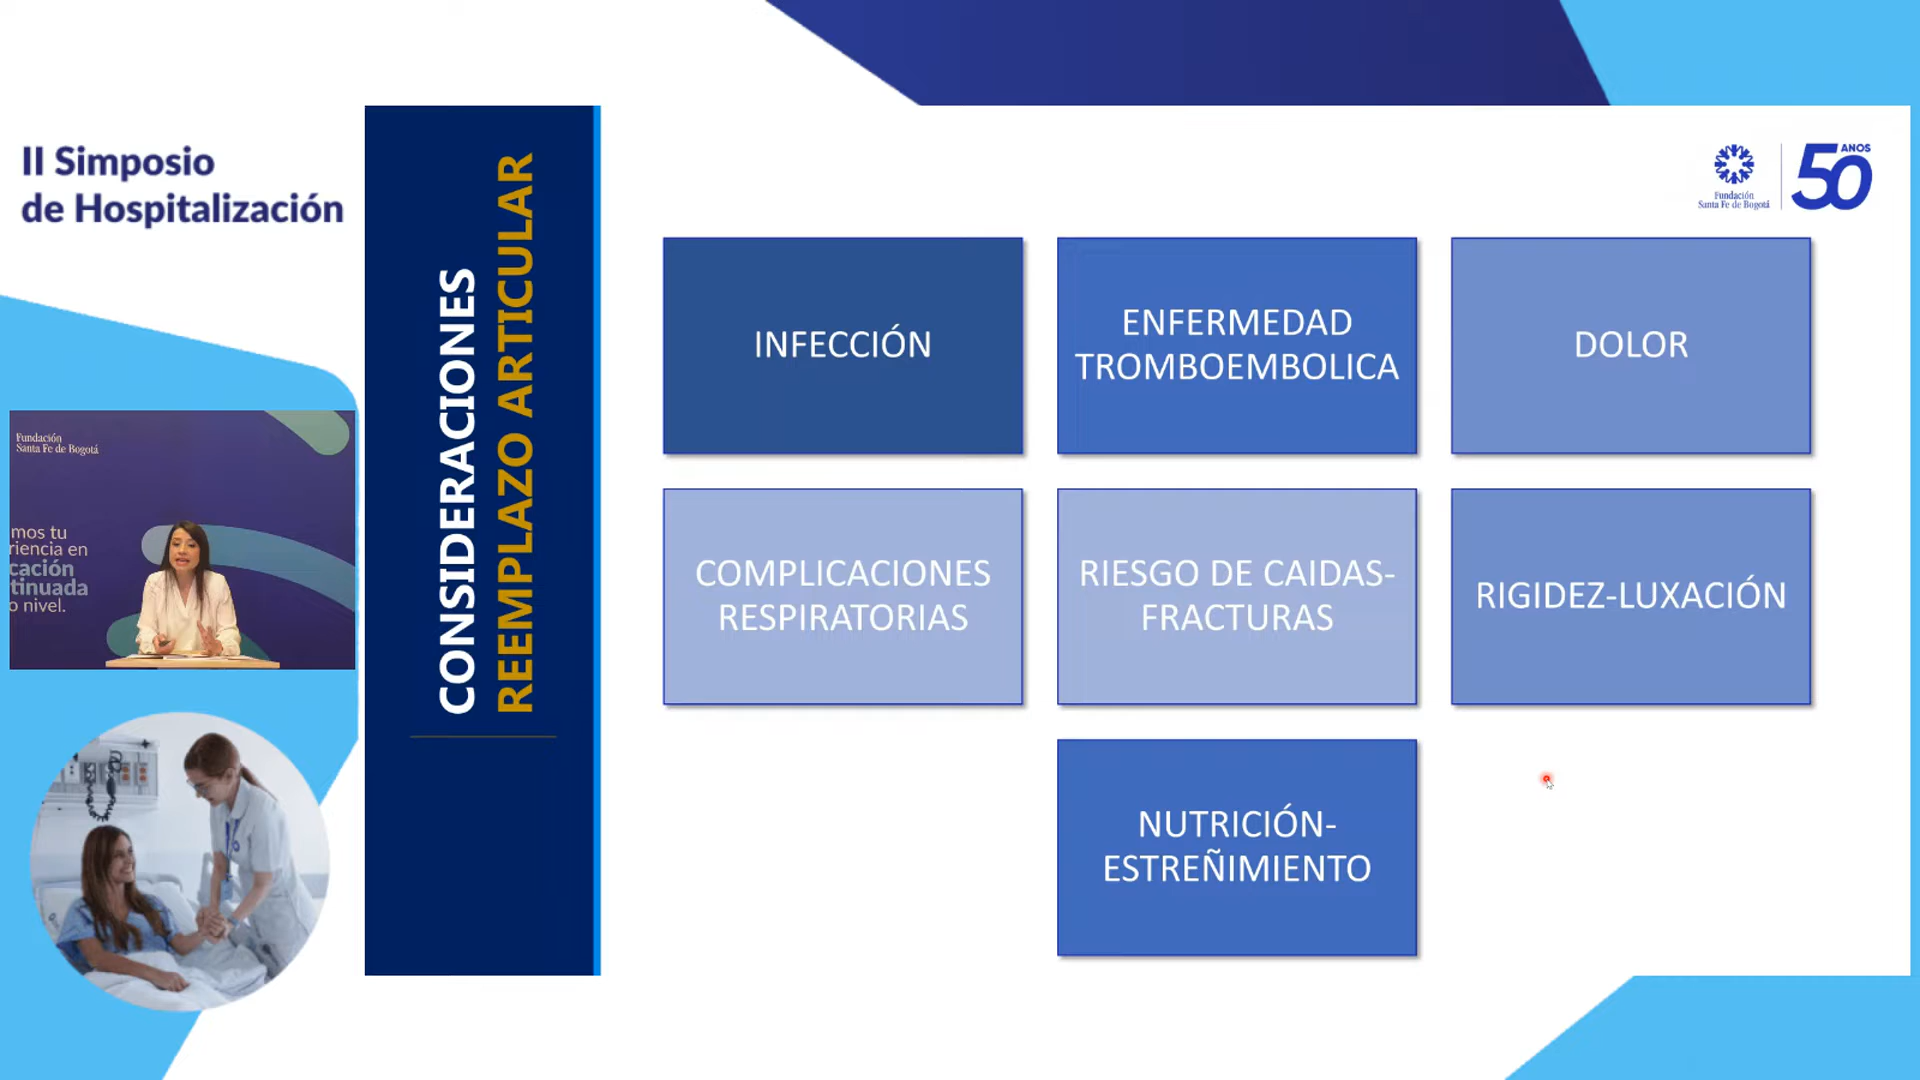 II Simposio
de Hospitalización
Fundación
Santa Fe de Bogotá
mos tu
riencia en
cación
tinuada
o nivel.
CONSIDERACIONES
REEMPLAZO ARTICULAR
Fundación
Santa Fe de Bogotá
50
AÑOS
INFECCIÓN
ENFERMEDAD
TROMBOEMBOLICA
DOLOR
COMPLICACIONES
RESPIRATORIAS
RIESGO DE CAIDAS-
FRACTURAS
RIGIDEZ-LUXACIÓN
NUTRICIÓN-
ESTREÑIMIENTO